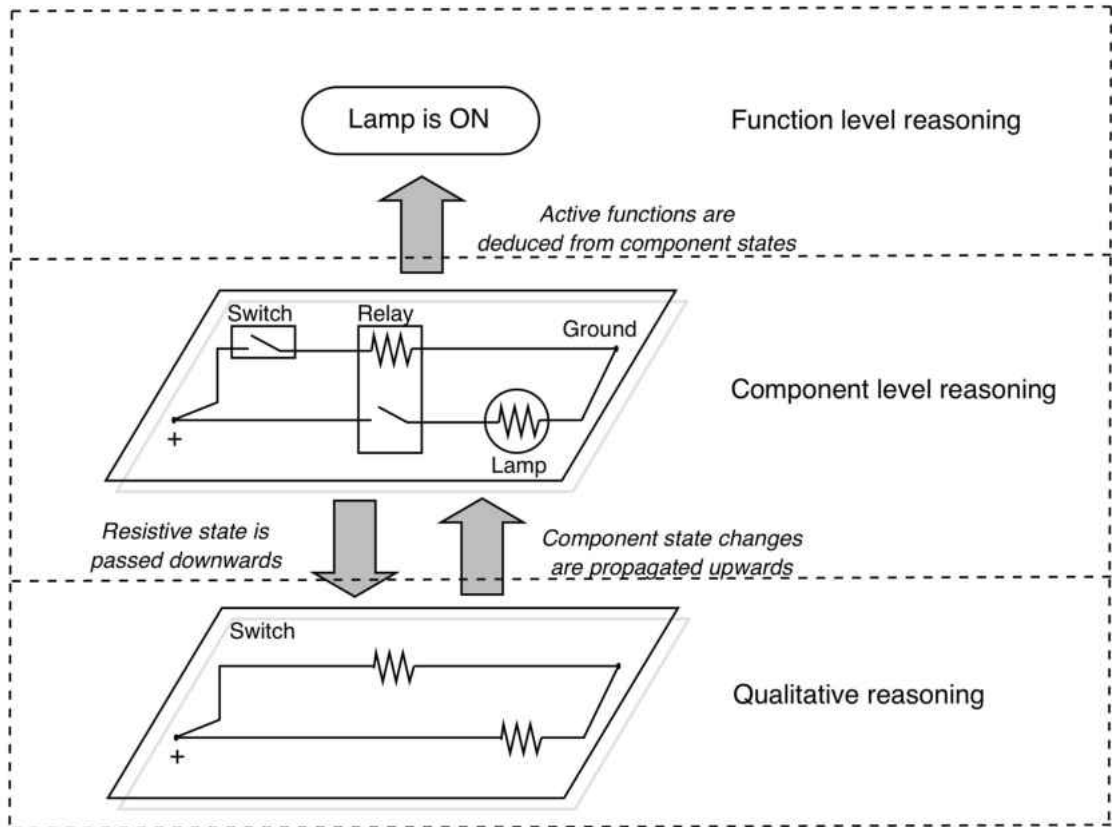 Lamp is ON
Function level reasoning
Active functions are
deduced from component states
Switch
Relay
Ground
Component level reasoning
+
Lamp
Resistive state is
passed downwards
Component state changes
are propagated upwards
Switch
Qualitative reasoning
+